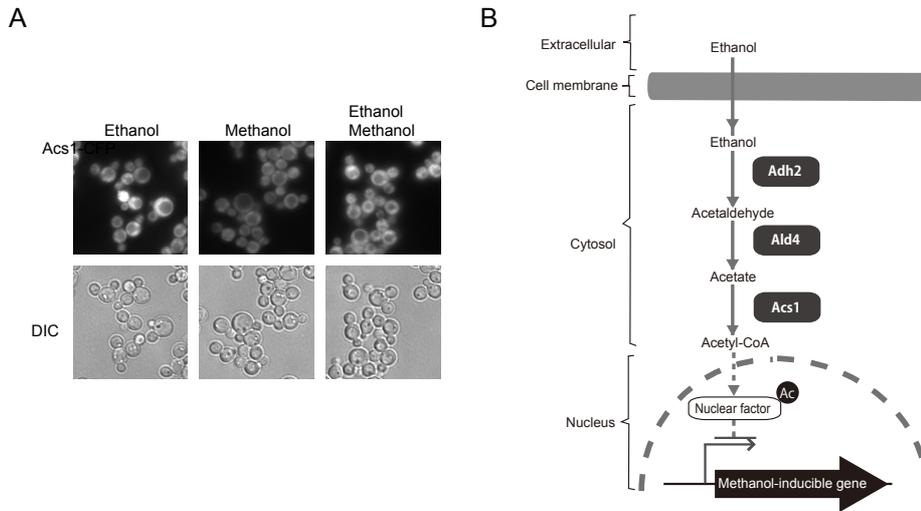 A
Ethanol
Methanol
Ethanol
Methanol
Acs1-CFP
DIC
B
Extracellular
Ethanol
Cell membrane
Ethanol
Adh2
Acetaldehyde
Cytosol
Ald4
Acetate
Acs1
Acetyl-CoA
Ac
Nuclear factor
Nucleus
Methanol-inducible gene